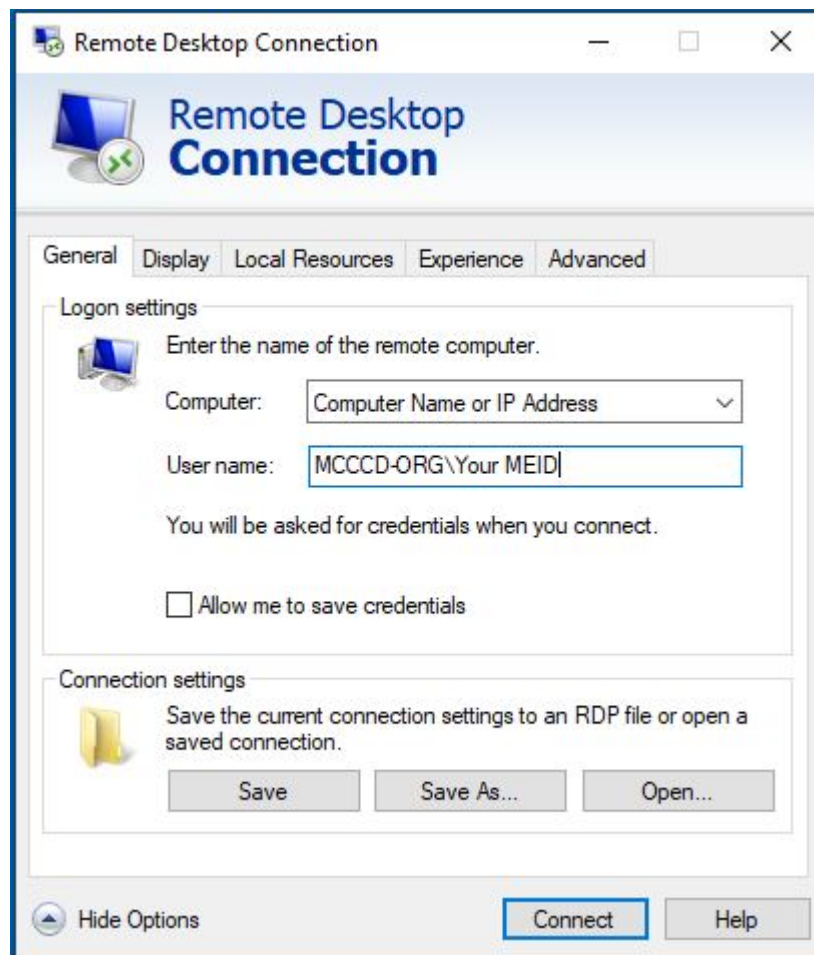 Remote Desktop Connection
Remote Desktop
Connection
General Display Local Resources Experience Advanced
Logon settings
Enter the name of the remote computer.
Computer: Computer Name or IP Address
User name: MCCCD-ORG\Your MEID
You will be asked for credentials when you connect.
Allow me to save credentials
Connection settings
Save the current connection settings to an RDP file or open a
saved connection.
Save Save As... Open...
Hide Options Connect Help